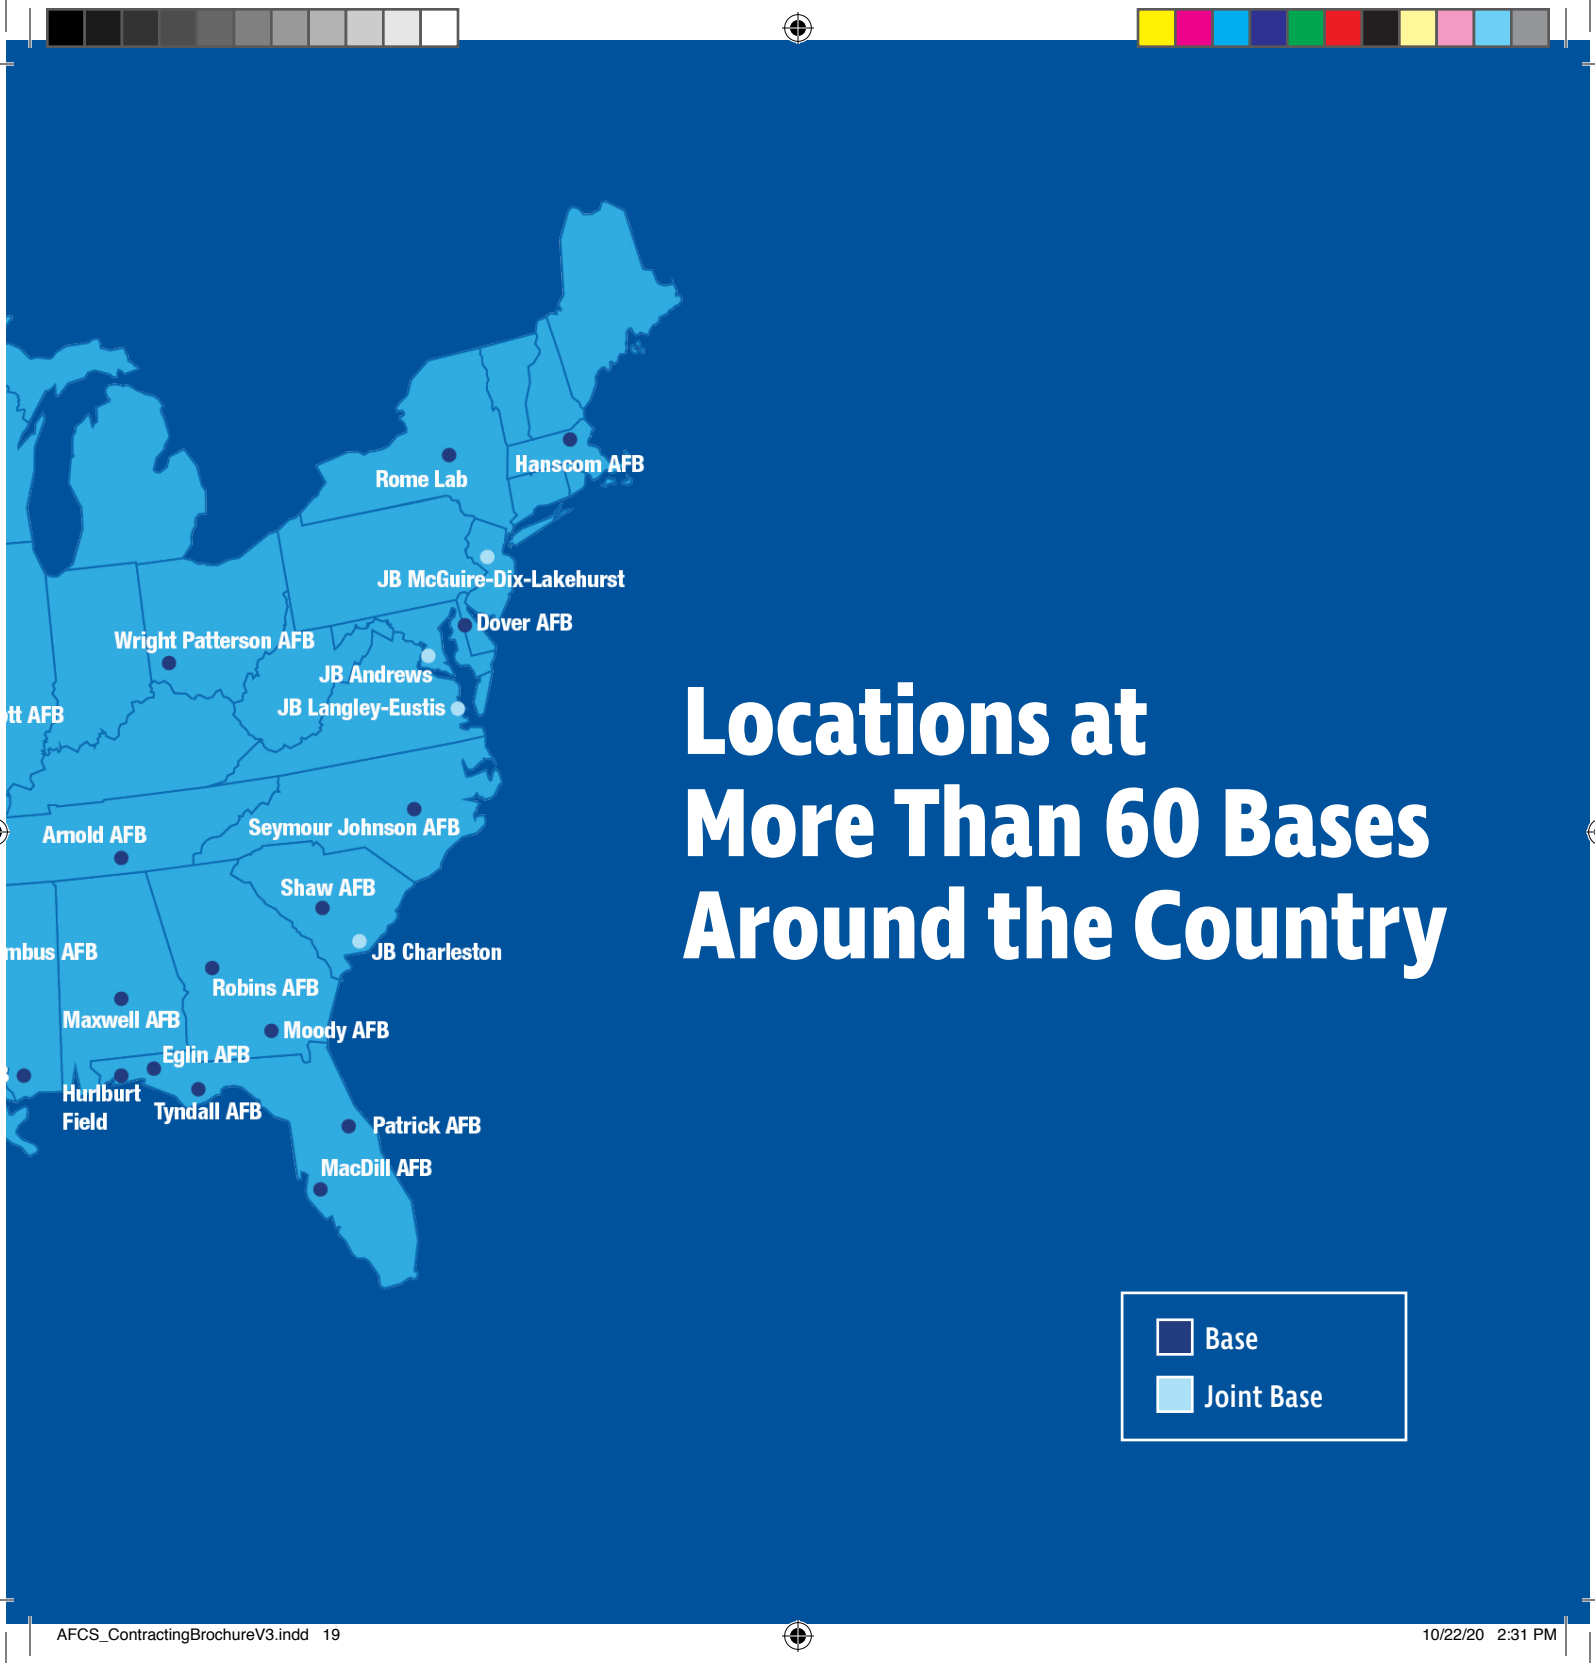 Rome Lab
Hanscom AFB
JB McGuire-Dix-Lakehurst
Dover AFB
Wright Patterson AFB
JB Andrews
JB Langley-Eustis
AFB
Arnold AFB
Seymour Johnson AFB
Shaw AFB
AFB
JB Charleston
Robins AFB
Maxwell AFB
Moody AFB
Eglin AFB
Hurlburt
Field
Tyndall AFB
Patrick AFB
MacDill AFB
Locations at
More Than 60 Bases
Around the Country
Base
Joint Base
AFCS_ContractingBrochureV3.indd 19
10/22/20 2:31 PM